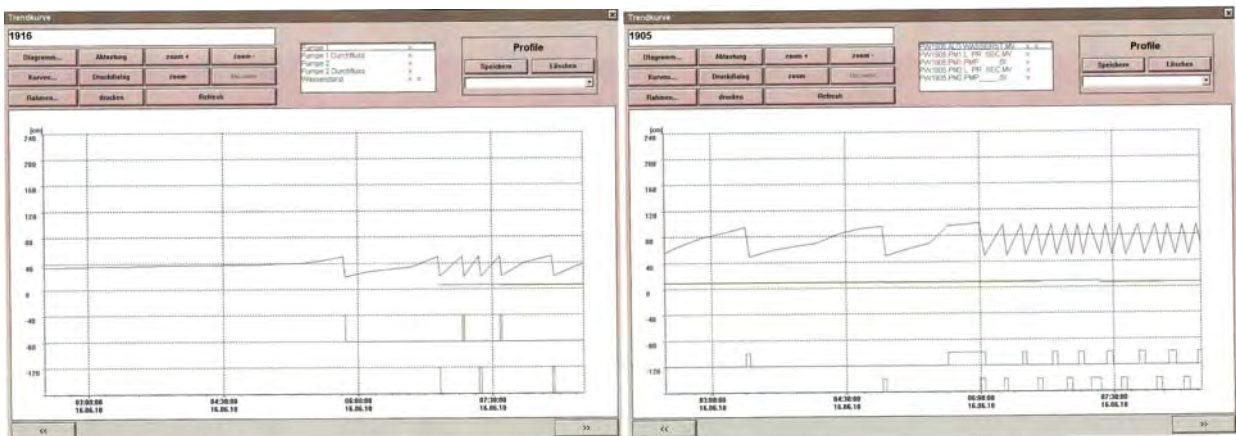 Trendkurve
1916
Diagramm... Abtastung zoom + zoom -
Kurven... Druckdialog zoom
Rahmen... drucken Refresh
Pumpe 1 x
Pumpe 1 Durchfluss x
Pumpe 2 x
Pumpe 2 Durchfluss x
Wasserstand x x
Profile
Speichern Löschen
[cm]
240
200
160
120
80
40
0
-40
-80
-120
03:00:00 04:30:00 06:00:00 07:30:00
16.06.10 16.06.10 16.06.10 16.06.10
<< >>
Trendkurve
1905
Diagramm... Abtastung zoom + zoom -
Kurven... Druckdialog zoom
Rahmen... drucken Refresh
x x
x
x
x
x
Profile
Speichern Löschen
[cm]
240
200
160
120
80
40
0
-40
-80
-120
03:00:00 04:30:00 06:00:00 07:30:00
16.06.10 16.06.10 16.06.10 16.06.10
<< >>